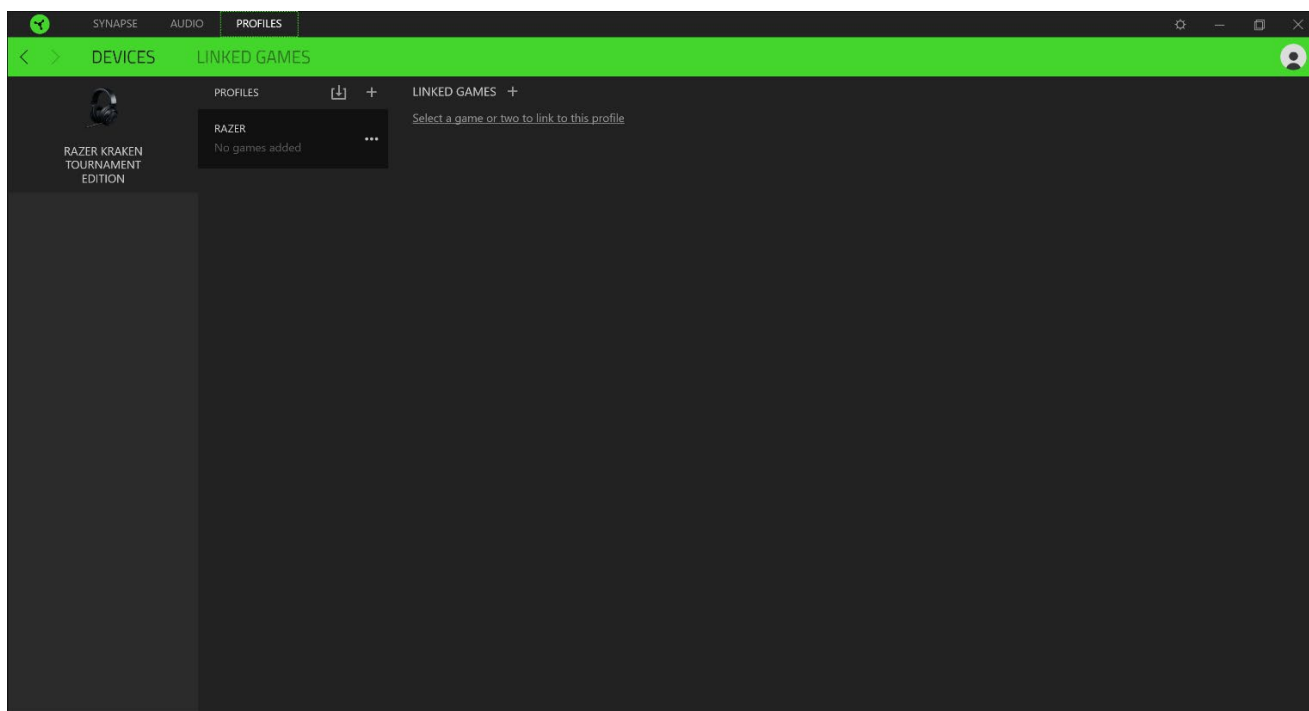 SYNAPSE AUDIO PROFILES
DEVICES LINKED GAMES
PROFILES
RAZER
No games added
LINKED GAMES +
Select a game or two to link to this profile
RAZER KRAKEN
TOURNAMENT
EDITION